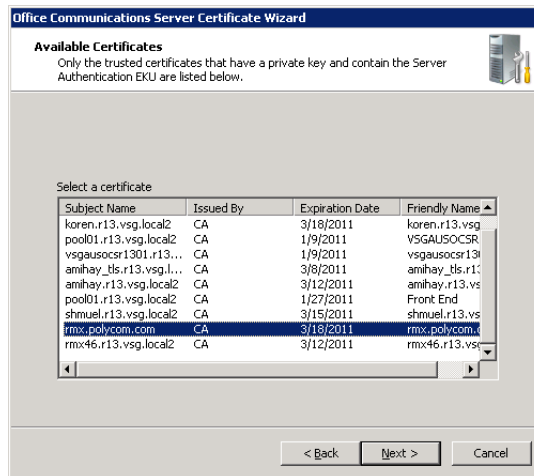 Office Communications Server Certificate Wizard
Available Certificates
Only the trusted certificates that have a private key and contain the Server
Authentication EKU are listed below.
Select a certificate
Subject Name Issued By Expiration Date Friendly Name
koren.r13.vsg.local2 CA 3/18/2011 koren.r13.vsg
pool01.r13.vsg.local2 CA 1/9/2011 VSGAUSOCSR
vsgausocsr1301.r13... CA 1/9/2011 vsgausocsr130
amihay_tls.r13.vsg.l... CA 3/8/2011 amihay_tls.r13
amihay.r13.vsg.local2 CA 3/12/2011 amihay.r13.vs
pool01.r13.vsg.local2 CA 1/27/2011 Front End
shmuel.r13.vsg.local2 CA 3/15/2011 shmuel.r13.vs
rmx.polycom.com CA 3/18/2011 rmx.polycom.c
rmx46.r13.vsg.local2 CA 3/12/2011 rmx46.r13.vsg
< Back Next > Cancel